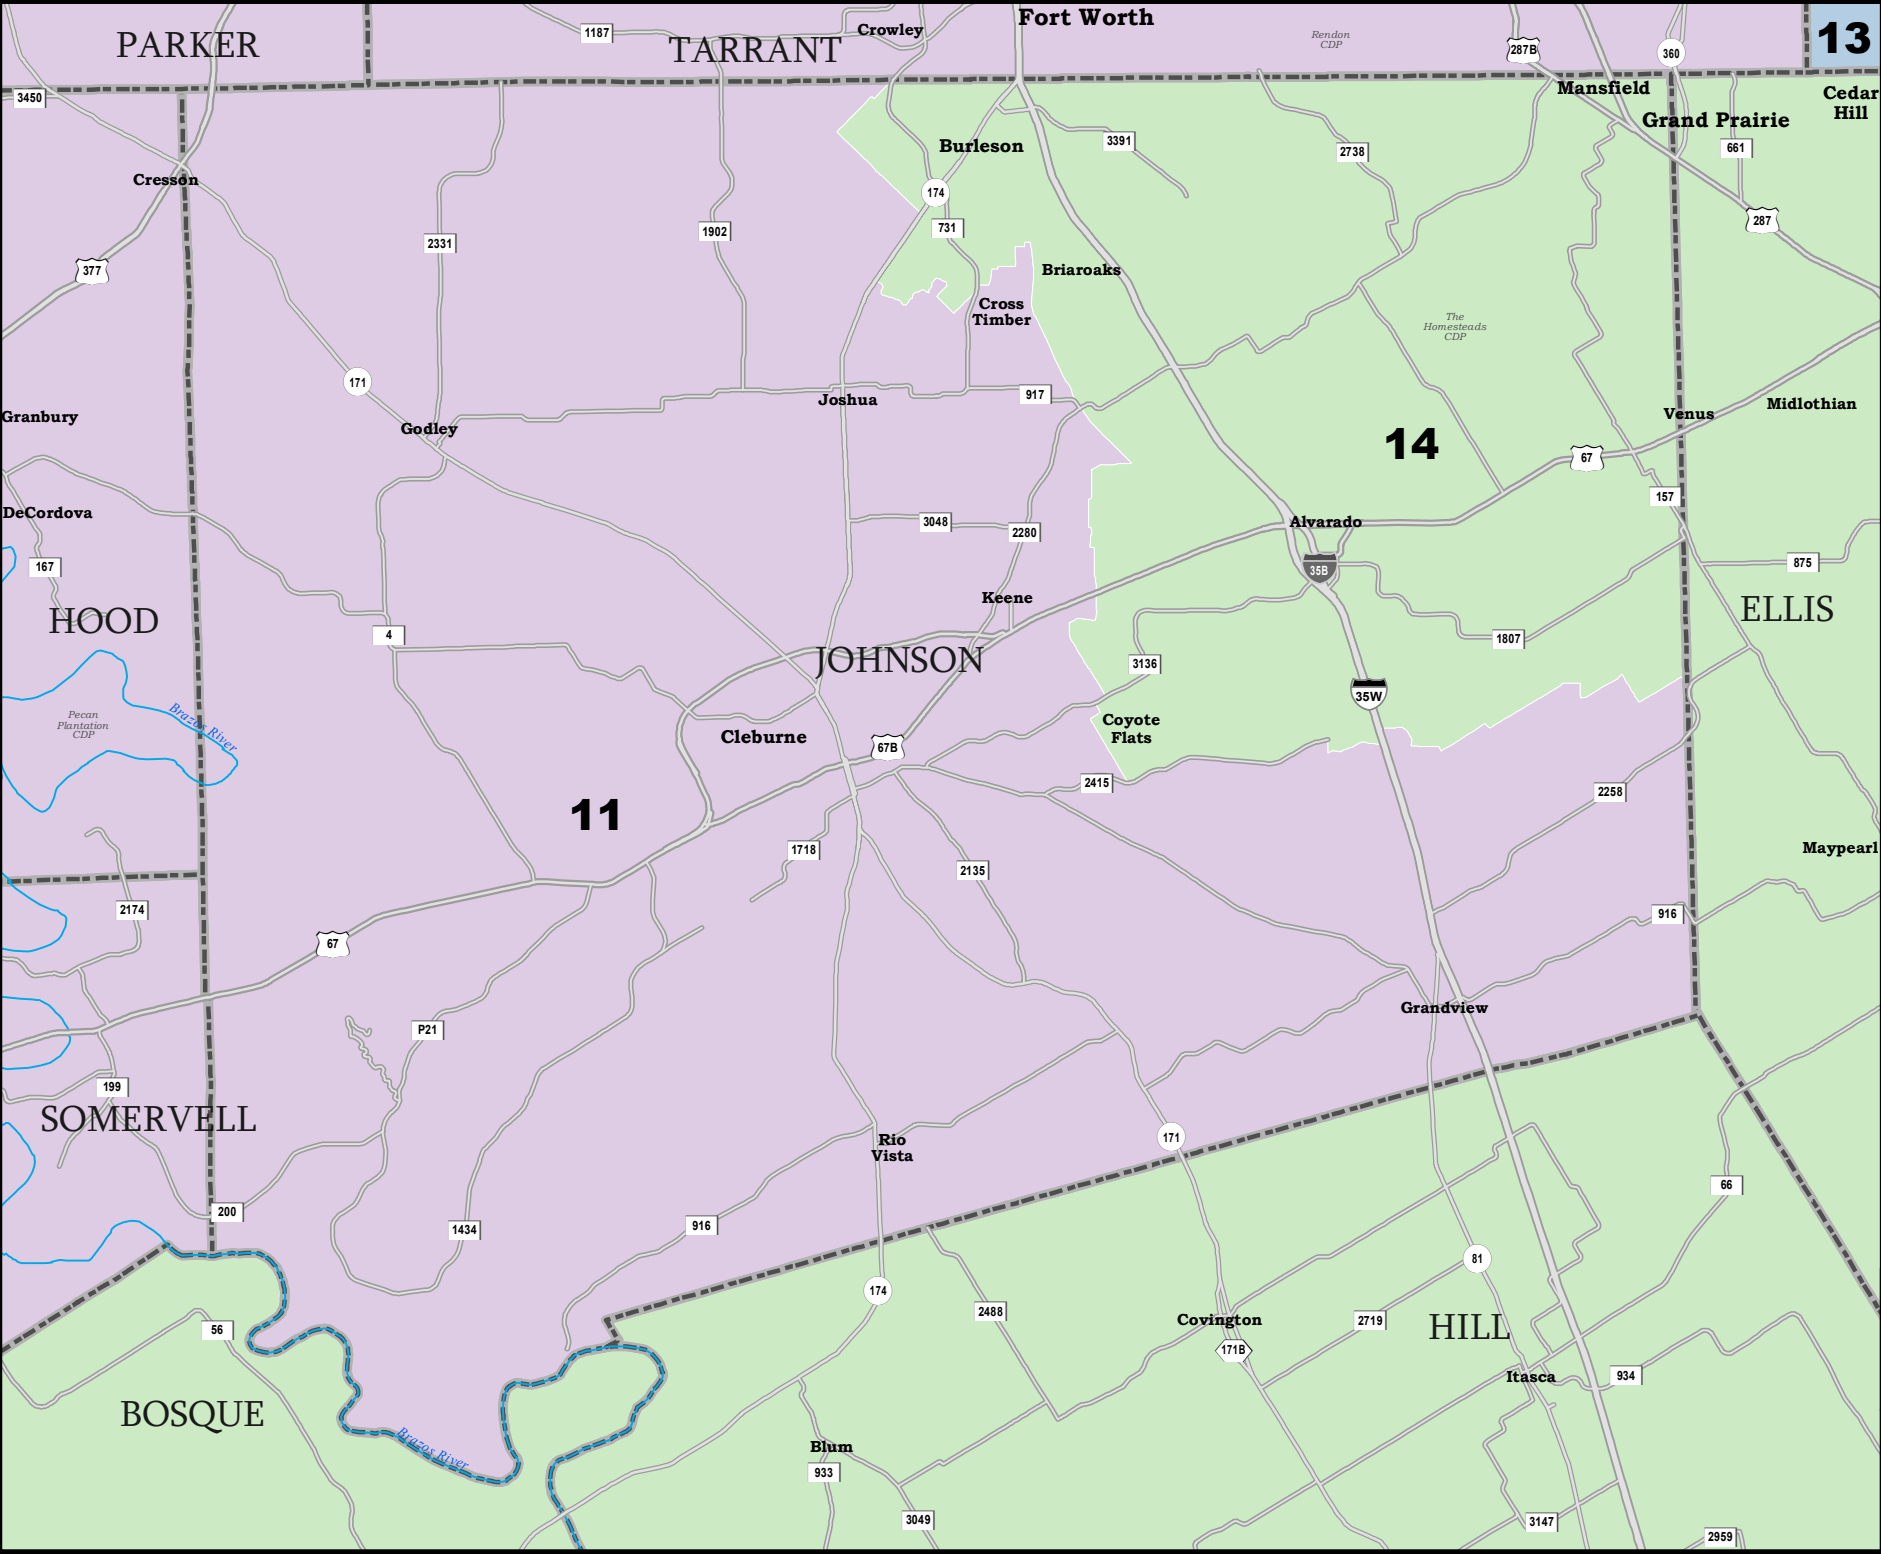 Fort Worth
13
PARKER
TARRANT
1187
Crowley
Rendon
CDP
287B
360
3450
Mansfield
Cedar
Hill
Grand Prairie
Burleson
3391
2738
661
Cresson
174
731
287
2331
1902
377
Briaroaks
Cross
Timber
The
Homesteads
CDP
171
Joshua
917
Granbury
Godley
Venus
Midlothian
14
67
157
DeCordova
3048
2280
Alvarado
167
35B
875
Keene
HOOD
ELLIS
4
1807
JOHNSON
3136
35W
Pecan
Plantation
CDP
Brazos River
Coyote
Flats
Cleburne
67B
2415
2258
11
1718
2135
Maypearl
2174
916
67
Grandview
P21
199
SOMERVELL
171
Rio
Vista
66
200
916
1434
81
174
2488
56
Covington
2719
HILL
171B
Itasca
934
BOSQUE
Brazos River
Blum
933
3049
3147
2959